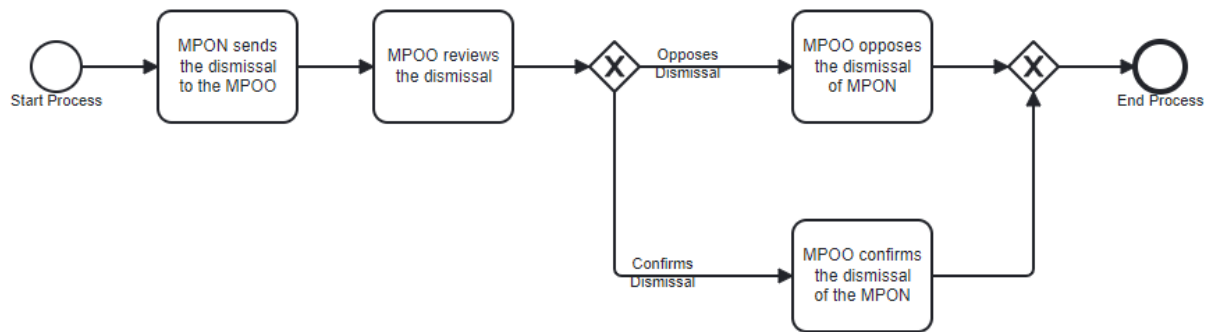 Start Process
MPON sends
the dismissal
to the MPOO
MPOO reviews
the dismissal
X
Opposes
Dismissal
MPOO opposes
the dismissal
of MPON
X
End Process
Confirms
Dismissal
MPOO confirms
the dismissal
of the MPON